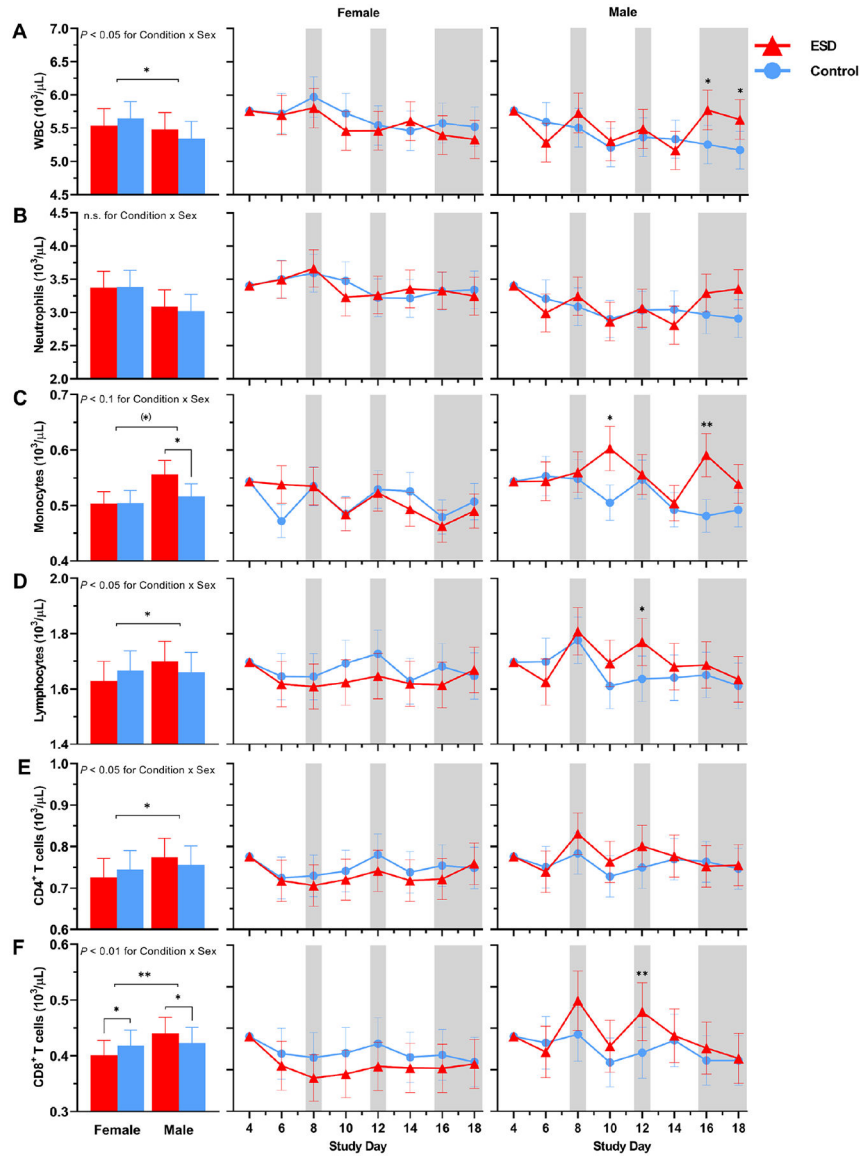 Female
Male
ESD
Control
A
P < 0.05 for Condition x Sex
*
*
*
WBC (10³/µL)
7.0
6.5
6.0
5.5
5.0
4.5
B
n.s. for Condition x Sex
Neutrophils (10³/µL)
4.5
4.0
3.5
3.0
2.5
2.0
C
P < 0.1 for Condition x Sex
(*)
*
*
**
Monocytes (10³/µL)
0.7
0.6
0.5
0.4
D
P < 0.05 for Condition x Sex
*
*
Lymphocytes (10³/µL)
2.0
1.8
1.6
1.4
E
P < 0.05 for Condition x Sex
*
CD4⁺ T cells (10³/µL)
1.0
0.9
0.8
0.7
0.6
F
P < 0.01 for Condition x Sex
**
*
*
**
CD8⁺ T cells (10³/µL)
0.6
0.5
0.4
0.3
Female Male
4 6 8 10 12 14 16 18
4 6 8 10 12 14 16 18
Study Day
Study Day